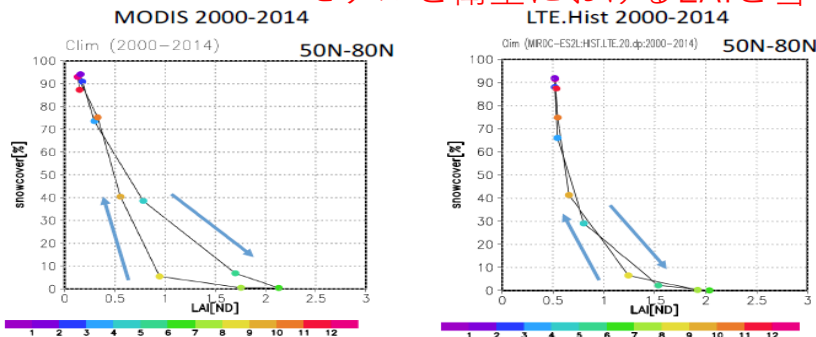 MODIS 2000-2014
Clim (2000-2014)
50N-80N
snowcover[%]
100
90
80
70
60
50
40
30
20
10
0
0 0.5 1 1.5 2 2.5 3
LAI[ND]
1 2 3 4 5 6 7 8 9 10 11 12
LTE.Hist 2000-2014
Clim (MIROC-ES2L:HIST.LTE.20.dp:2000-2014)
50N-80N
snowcover[%]
100
90
80
70
60
50
40
30
20
10
0
0 0.5 1 1.5 2 2.5 3
LAI[ND]
1 2 3 4 5 6 7 8 9 10 11 12